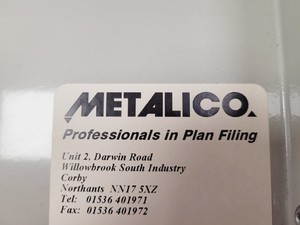 METALICO.
Professionals in Plan Filing
Unit 2, Darwin Road
Willowbrook South Industry
Corby
Northants NN17 5XZ
Tel: 01536 401971
Fax: 01536 401972